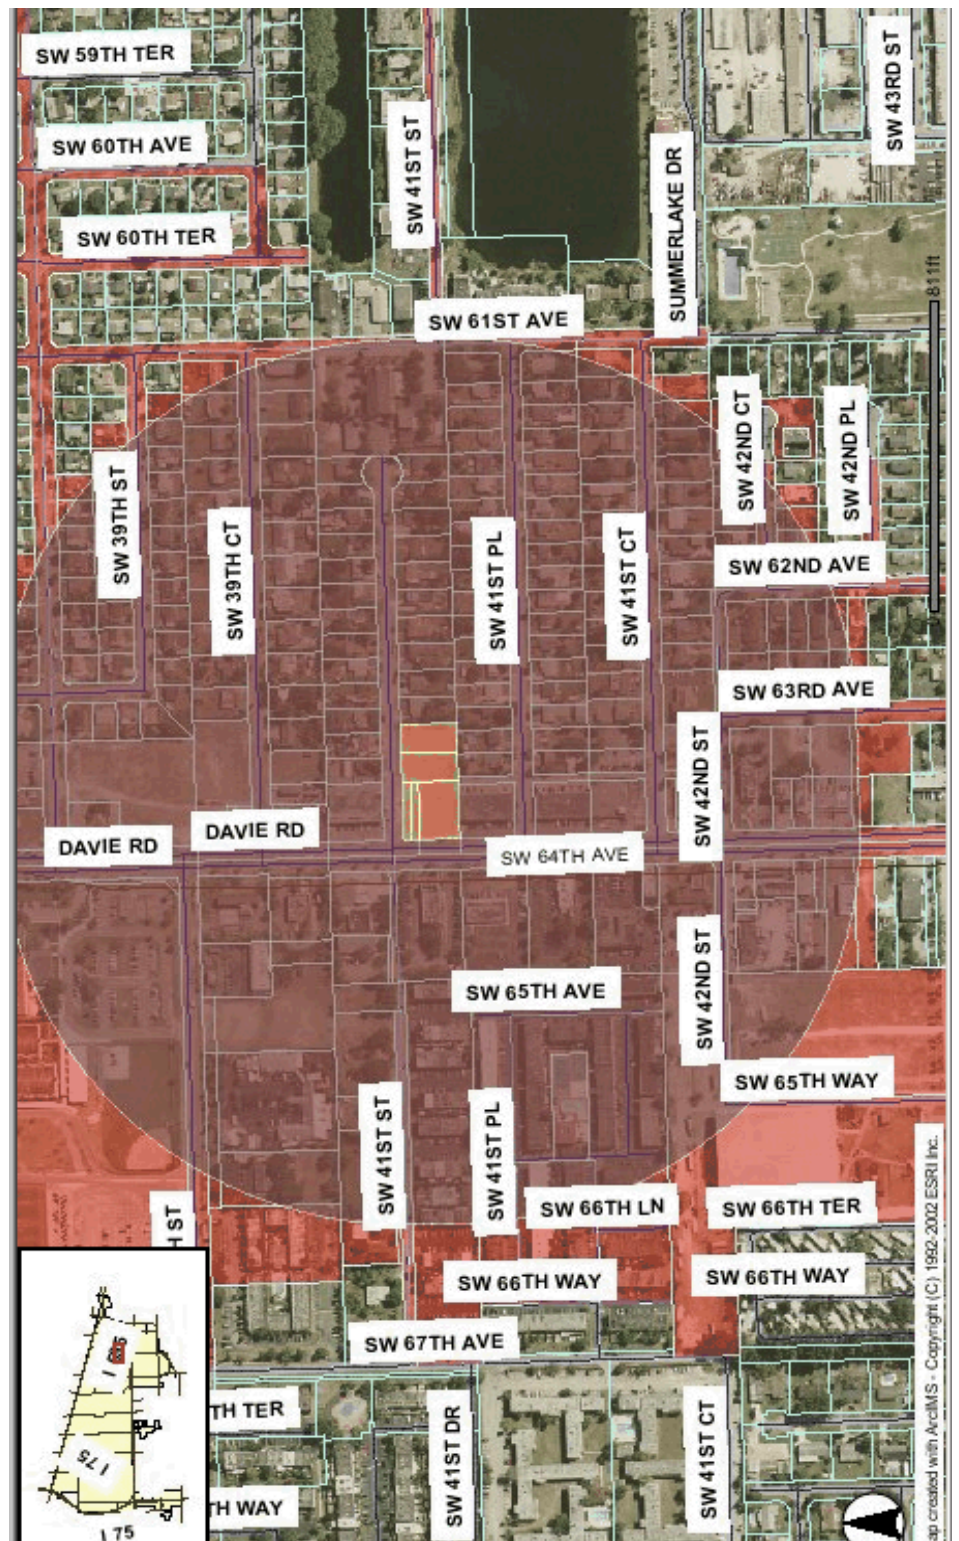 SW 59TH TER
SW 60TH AVE
SW 60TH TER
SW 41ST ST
SUMMERLAKE DR
SW 43RD ST
SW 61ST AVE
811ft
SW 39TH ST
SW 39TH CT
SW 41ST PL
SW 41ST CT
SW 42ND CT
SW 42ND PL
SW 62ND AVE
SW 63RD AVE
SW 42ND ST
DAVIE RD
DAVIE RD
SW 64TH AVE
SW 65TH AVE
SW 42ND ST
SW 65TH WAY
SW 41ST ST
SW 41ST PL
H ST
SW 66TH LN
SW 66TH TER
SW 66TH WAY
SW 66TH WAY
SW 67TH AVE
TH TER
SW 41ST DR
SW 41ST CT
TH WAY
I 75
I 75
ap created with ArcIMS - Copyright (C) 1992-2002 ESRI Inc.